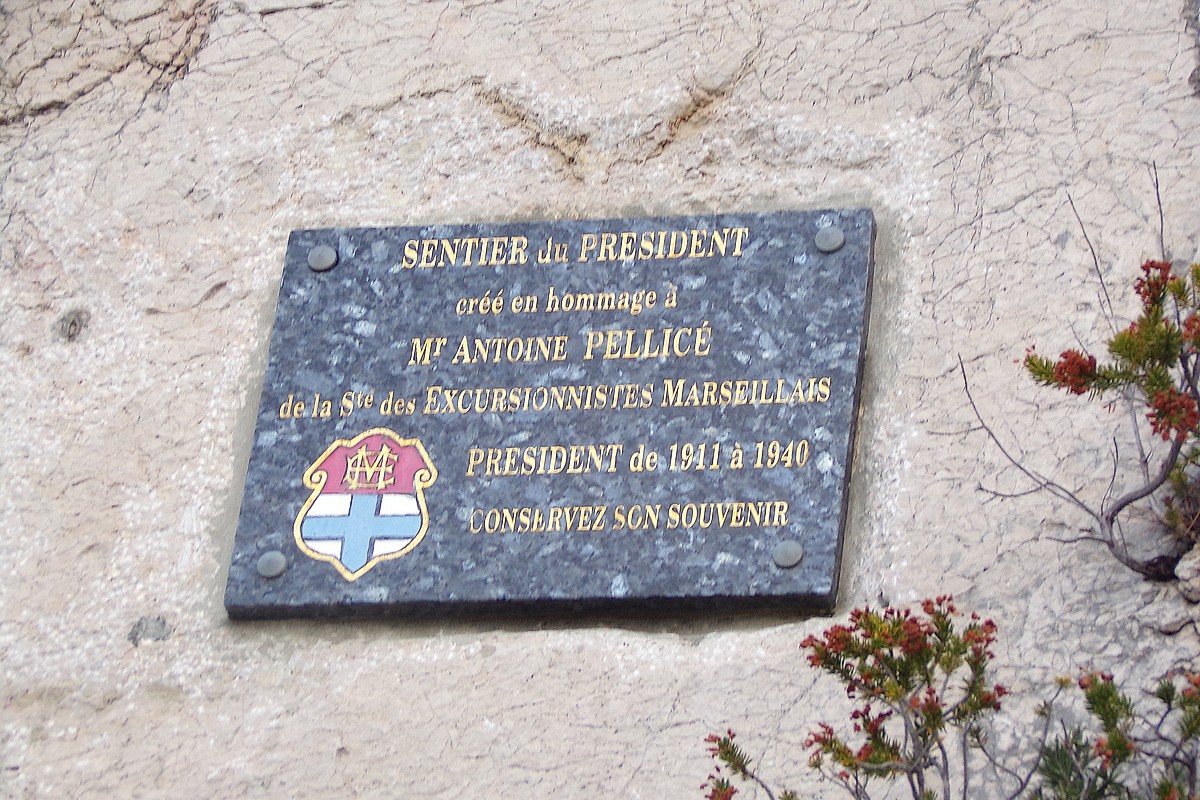 SENTIER du PRESIDENT
créé en hommage à
Mr ANTOINE PELLICÉ
de la Ste des EXCURSIONNISTES MARSEILLAIS
PRESIDENT de 1911 à 1940
CONSERVEZ SON SOUVENIR